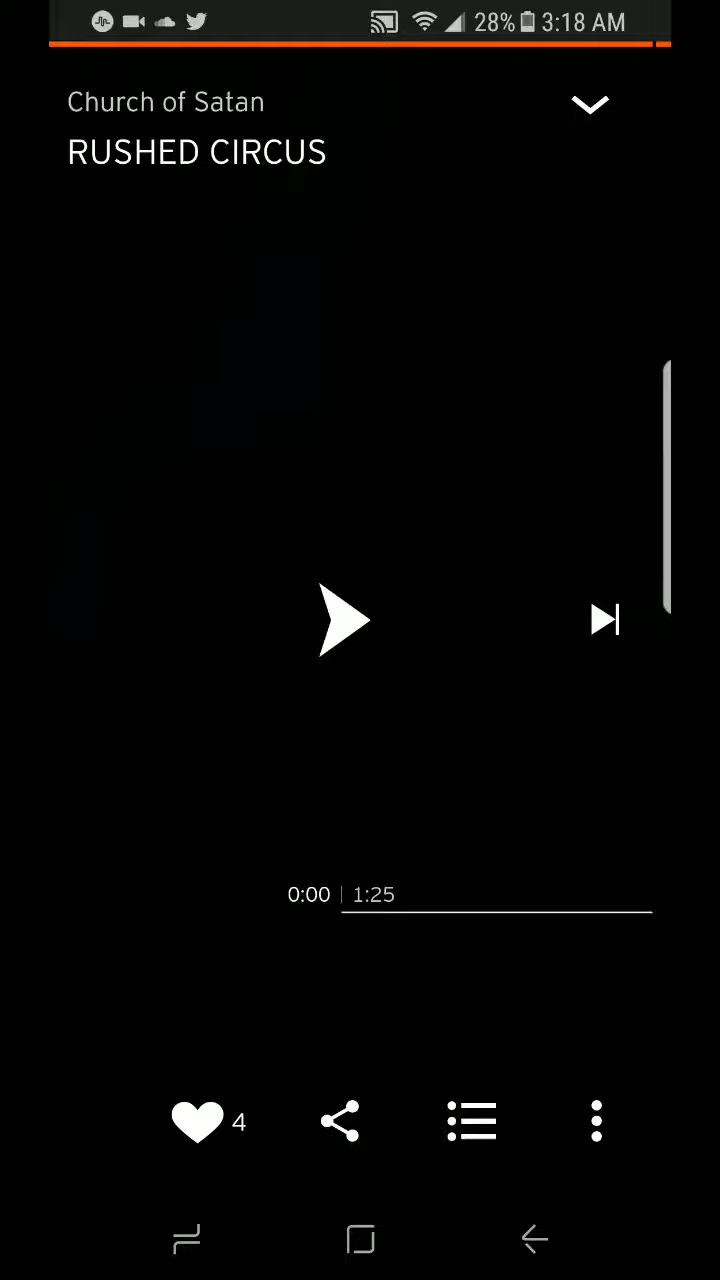 28% 3:18 AM
Church of Satan
RUSHED CIRCUS
0:00 | 1:25
4